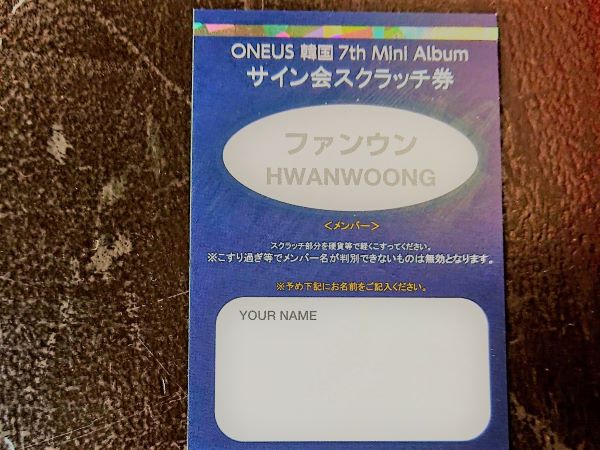 ONEUS 韓国 7th Mini Album
サイン会スクラッチ券
ファンウン
HWANWOONG
<メンバー>
スクラッチ部分を硬貨等で軽くこすってください。
※こすり過ぎ等でメンバー名が判別できないものは無効となります。
※予め下記にお名前をご記入ください。
YOUR NAME